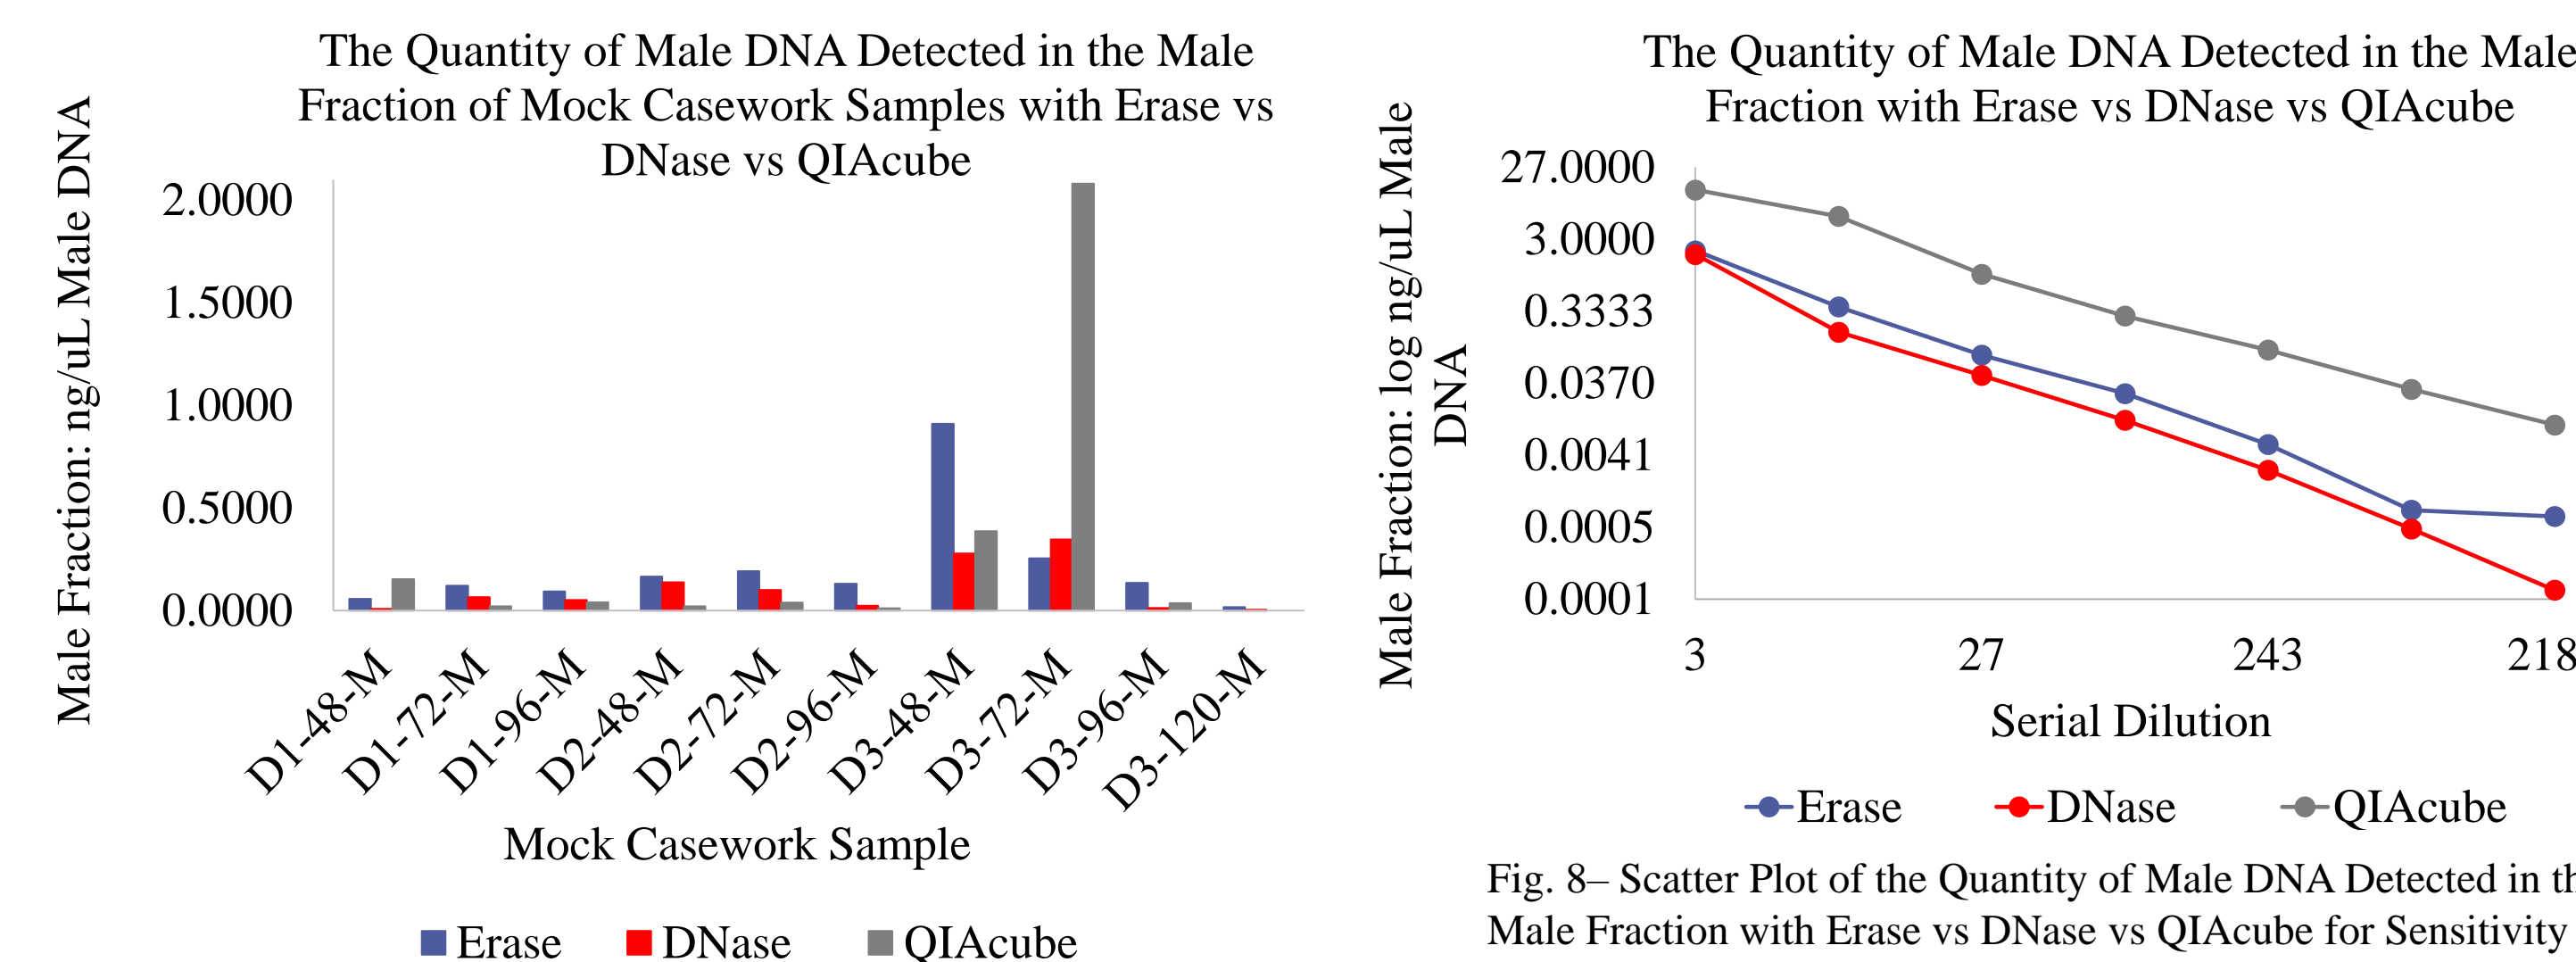 The Quantity of Male DNA Detected in the Male
Fraction of Mock Casework Samples with Erase vs
DNase vs QIAcube
Male Fraction: ng/uL Male DNA
2.0000
1.5000
1.0000
0.5000
0.0000
D1-48-M
D1-72-M
D1-96-M
D2-48-M
D2-72-M
D2-96-M
D3-48-M
D3-72-M
D3-96-M
D3-120-M
Mock Casework Sample
Erase
DNase
QIAcube
The Quantity of Male DNA Detected in the Male
Fraction with Erase vs DNase vs QIAcube
Male Fraction: log ng/uL Male
DNA
27.0000
3.0000
0.3333
0.0370
0.0041
0.0005
0.0001
3
27
243
218
Serial Dilution
Erase
DNase
QIAcube
Fig. 8– Scatter Plot of the Quantity of Male DNA Detected in th
Male Fraction with Erase vs DNase vs QIAcube for Sensitivity